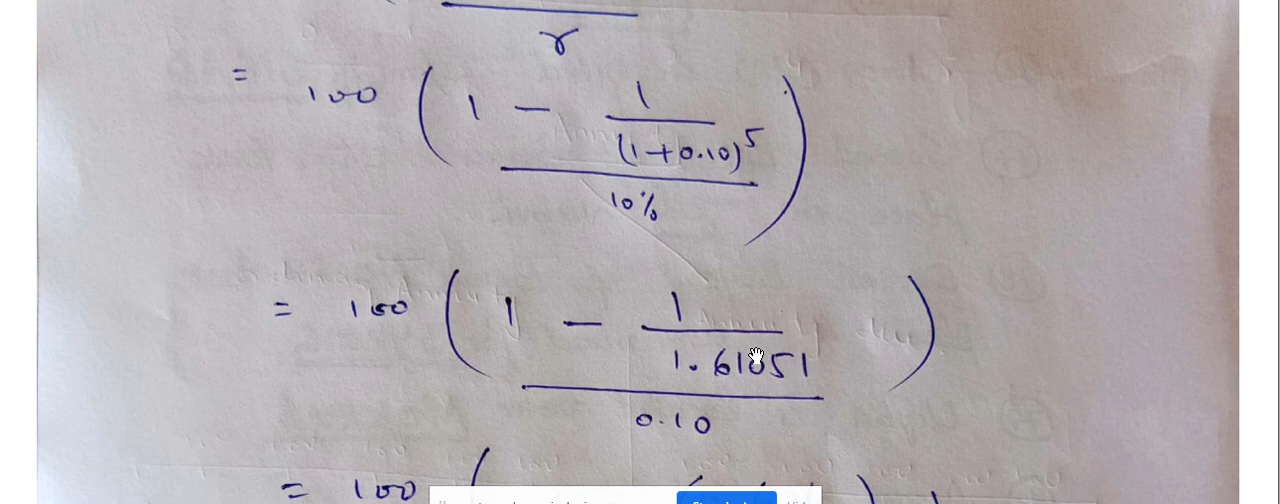 r
= 100 ( 1 - 1
(1+0.10)^5
10% )
= 100 ( 1 - 1
1.61051
0.10 )
= 100 (